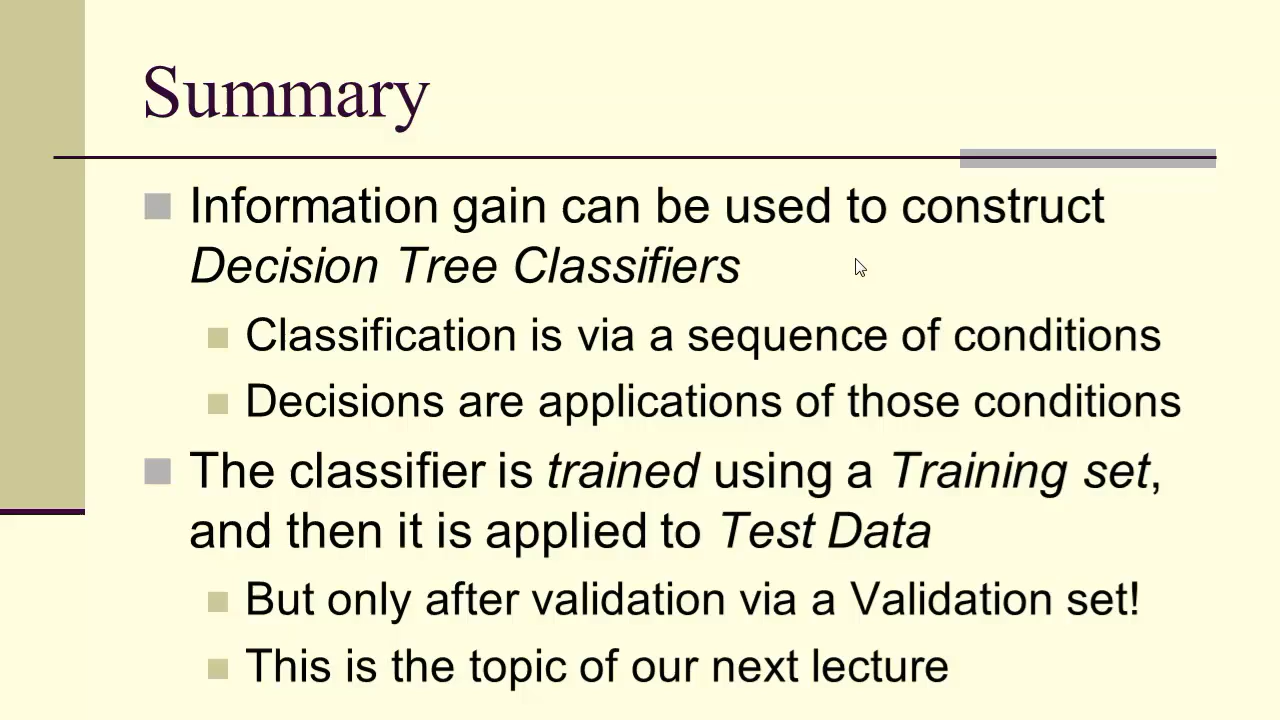 Summary
Information gain can be used to construct
Decision Tree Classifiers
Classification is via a sequence of conditions
Decisions are applications of those conditions
The classifier is trained using a Training set,
and then it is applied to Test Data
But only after validation via a Validation set!
This is the topic of our next lecture